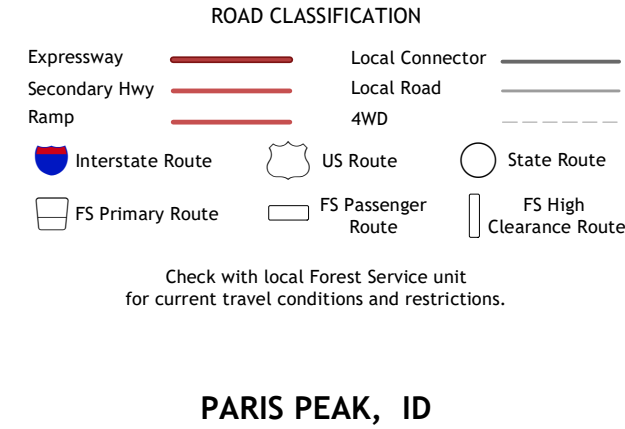 ROAD CLASSIFICATION
Expressway
Local Connector
Secondary Hwy
Local Road
Ramp
4WD
Interstate Route
US Route
State Route
FS Primary Route
FS Passenger
Route
FS High
Clearance Route
Check with local Forest Service unit
for current travel conditions and restrictions.
PARIS PEAK, ID